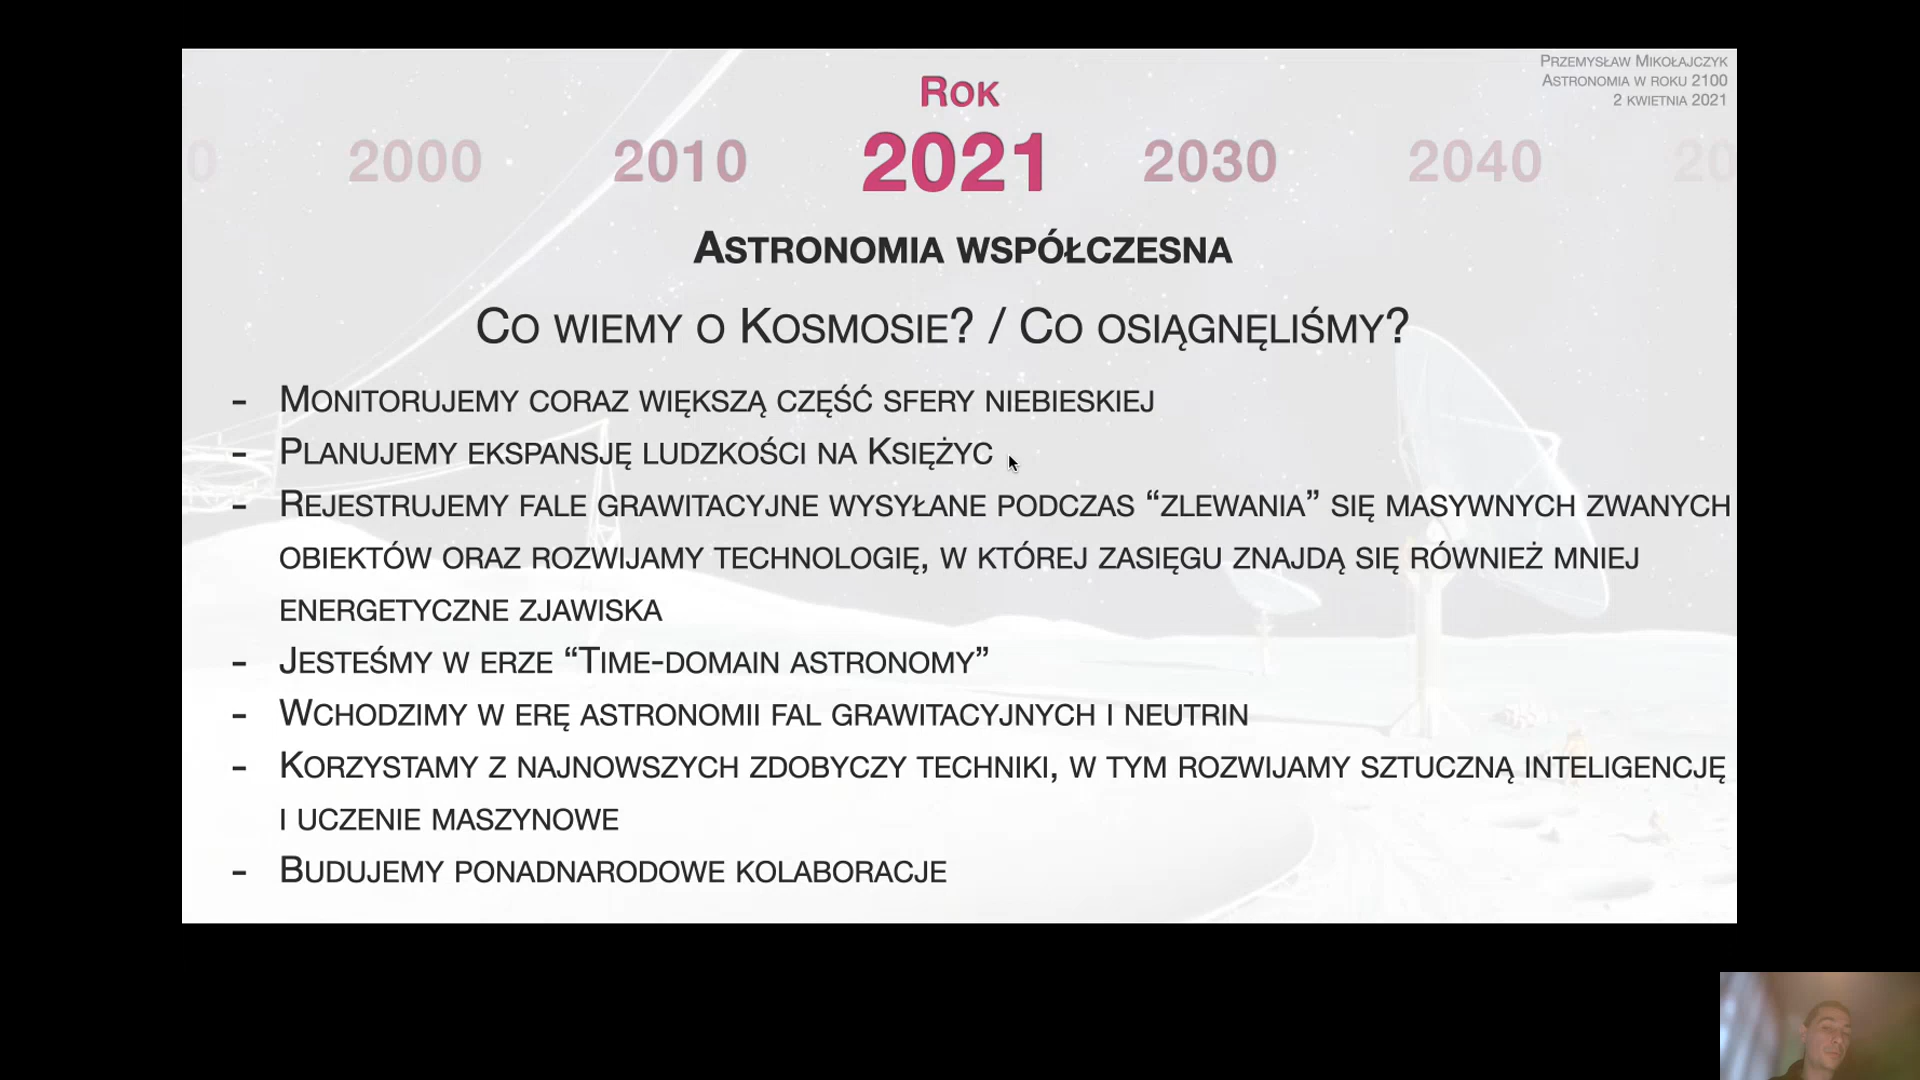 Przemysław Mikołajczyk
Astronomia w roku 2100
2 kwietnia 2021
Rok
0 2000 2010 2021 2030 2040 20
Astronomia współczesna
Co wiemy o Kosmosie? / Co osiągnęliśmy?
- Monitorujemy coraz większą część sfery niebieskiej
- Planujemy ekspansję ludzkości na Księżyc
- Rejestrujemy fale grawitacyjne wysyłane podczas “zlewania” się masywnych zwanych
obiektów oraz rozwijamy technologię, w której zasięgu znajdą się również mniej
energetyczne zjawiska
- Jesteśmy w erze “Time-domain astronomy”
- Wchodzimy w erę astronomii fal grawitacyjnych i neutrin
- Korzystamy z najnowszych zdobyczy techniki, w tym rozwijamy sztuczną inteligencję
i uczenie maszynowe
- Budujemy ponadnarodowe kolaboracje